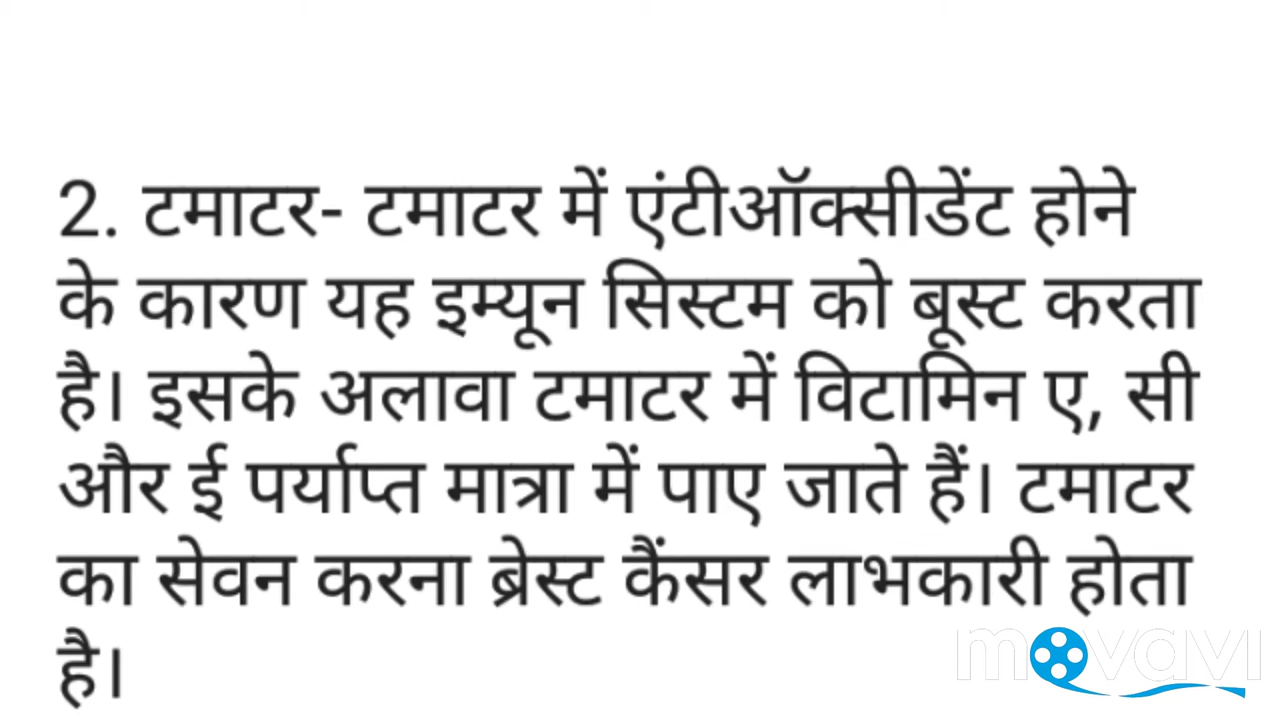 2. टमाटर- टमाटर में एंटीऑक्सीडेंट होने
के कारण यह इम्यून सिस्टम को बूस्ट करता
है। इसके अलावा टमाटर में विटामिन ए, सी
और ई पर्याप्त मात्रा में पाए जाते हैं। टमाटर
का सेवन करना ब्रेस्ट कैंसर लाभकारी होता
है।
movavi